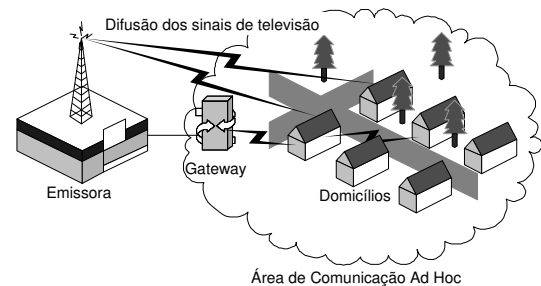 Difusão dos sinais de televisão
Gateway
Emissora
Domicílios
Área de Comunicação Ad Hoc